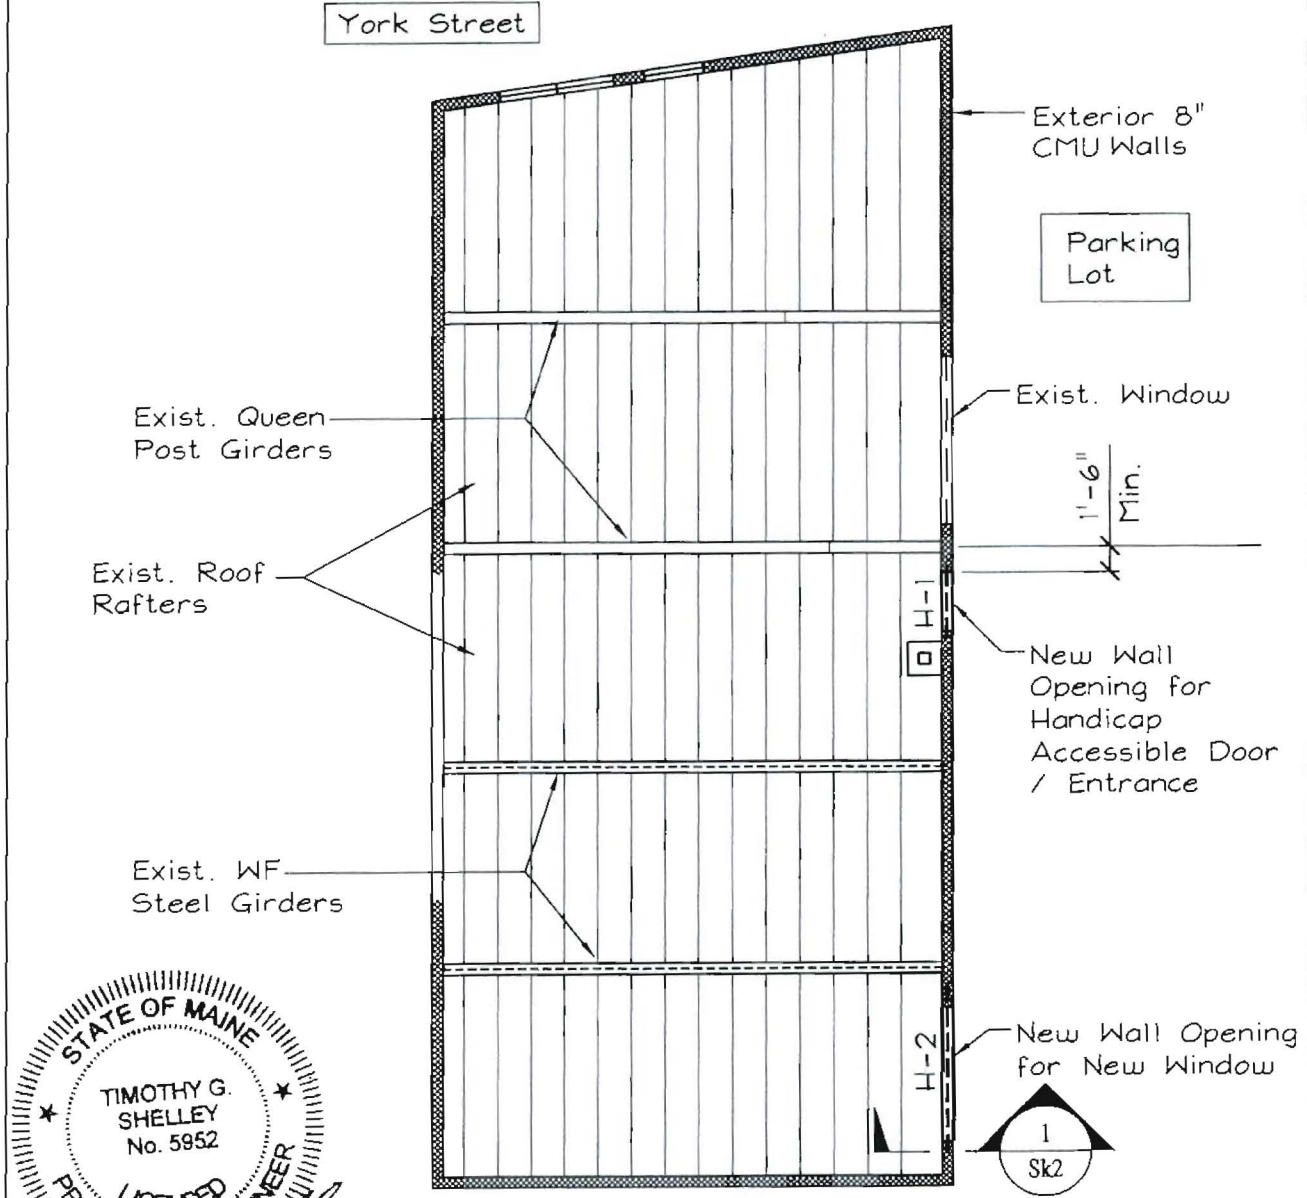 York Street
Exterior 8"
CMU Walls
Parking
Lot
Exist. Queen
Post Girders
Exist. Window
1'-6"
Min.
Exist. Roof
Rafters
H-1
New Wall
Opening for
Handicap
Accessible Door
/ Entrance
Exist. WF
Steel Girders
H-2
New Wall Opening
for New Window
1
Sk2
STATE OF MAINE
TIMOTHY G.
SHELLEY
No. 5952